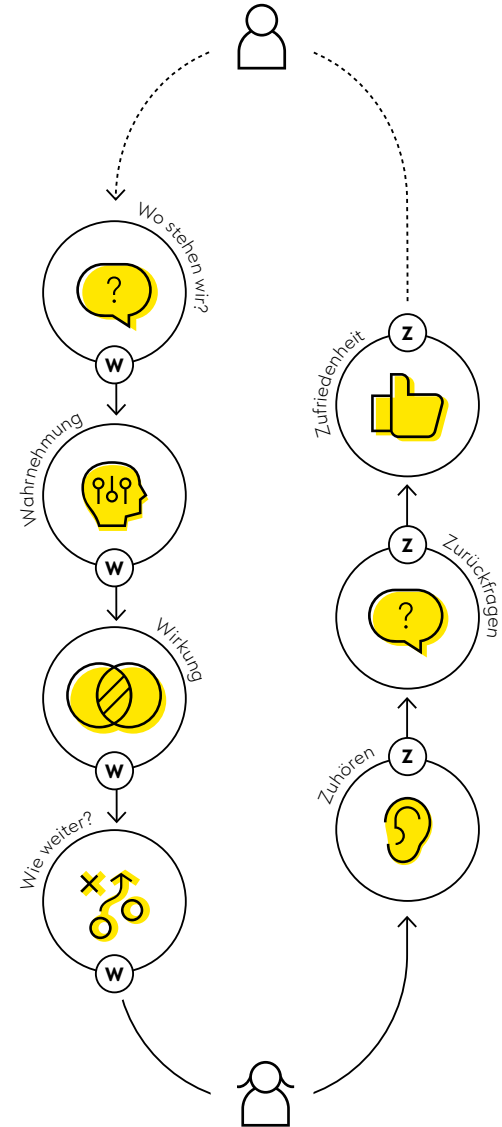 Wo stehen wir?
?
W
Wahrnehmung
W
Wirkung
W
Wie weiter?
W
Z
Zufriedenheit
Z
Zurückfragen
?
Z
Zuhören